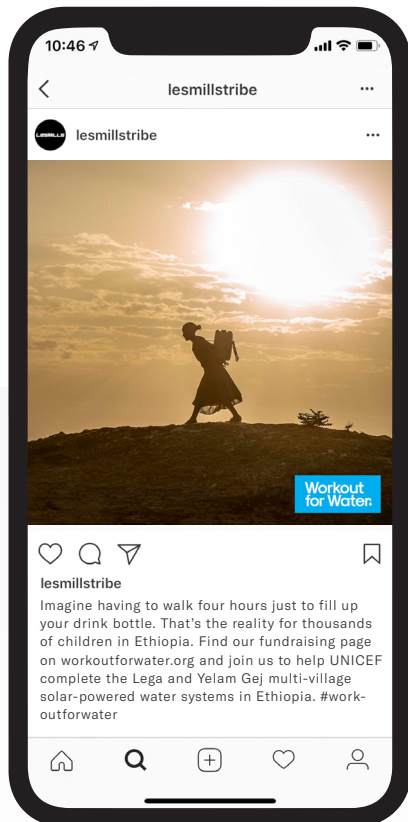 10:46
lesmillstribe
LESMILLS
lesmillstribe
Workout
for Water.
lesmillstribe
Imagine having to walk four hours just to fill up
your drink bottle. That's the reality for thousands
of children in Ethiopia. Find our fundraising page
on workoutforwater.org and join us to help UNICEF
complete the Lega and Yelam Gej multi-village
solar-powered water systems in Ethiopia. #work-
outforwater